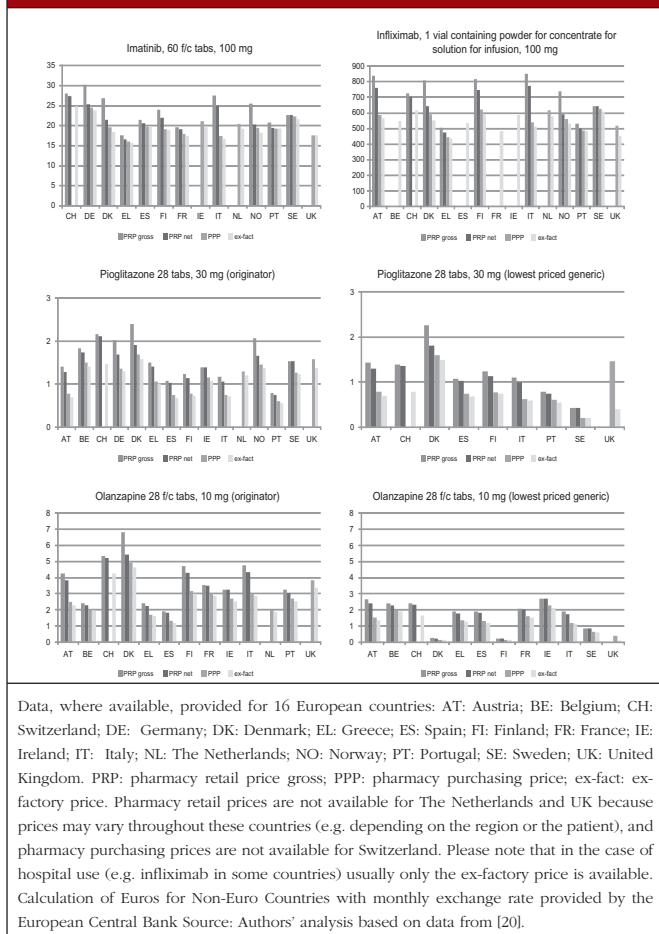 Imatinib, 60 f/c tabs, 100 mg
35
30
25
20
15
10
5
0
CH DE DK EL ES FI FR IE IT NL NO PT SE UK
PRP gross PRP net PPP ex-fact
Infliximab, 1 vial containing powder for concentrate for
solution for infusion, 100 mg
900
800
700
600
500
400
300
200
100
0
AT BE CH DK EL ES FI FR IE IT NL NO PT SE UK
PRP gross PRP net PPP ex-fact
Pioglitazone 28 tabs, 30 mg (originator)
3
2
1
0
AT BE CH DE DK EL ES FI IE IT NL NO PT SE UK
PRP gross PRP net PPP ex-fact
Pioglitazone 28 tabs, 30 mg (lowest priced generic)
3
2
1
0
AT CH DK ES FI IT PT SE UK
PRP gross PRP net PPP ex-fact
Olanzapine 28 f/c tabs, 10 mg (originator)
8
7
6
5
4
3
2
1
0
AT BE CH DK EL ES FI FR IE IT NL PT UK
PRP gross PRP net PPP ex-fact
Olanzapine 28 f/c tabs, 10 mg (lowest priced generic)
8
7
6
5
4
3
2
1
0
AT BE CH DK EL ES FI FR IE IT SE UK
PRP gross PRP net PPP ex-fact
Data, where available, provided for 16 European countries: AT: Austria; BE: Belgium; CH:
Switzerland; DE: Germany; DK: Denmark; EL: Greece; ES: Spain; FI: Finland; FR: France; IE:
Ireland; IT: Italy; NL: The Netherlands; NO: Norway; PT: Portugal; SE: Sweden; UK: United
Kingdom. PRP: pharmacy retail price gross; PPP: pharmacy purchasing price; ex-fact: ex-
factory price. Pharmacy retail prices are not available for The Netherlands and UK because
prices may vary throughout these countries (e.g. depending on the region or the patient), and
pharmacy purchasing prices are not available for Switzerland. Please note that in the case of
hospital use (e.g. infliximab in some countries) usually only the ex-factory price is available.
Calculation of Euros for Non-Euro Countries with monthly exchange rate provided by the
European Central Bank Source: Authors' analysis based on data from [20].